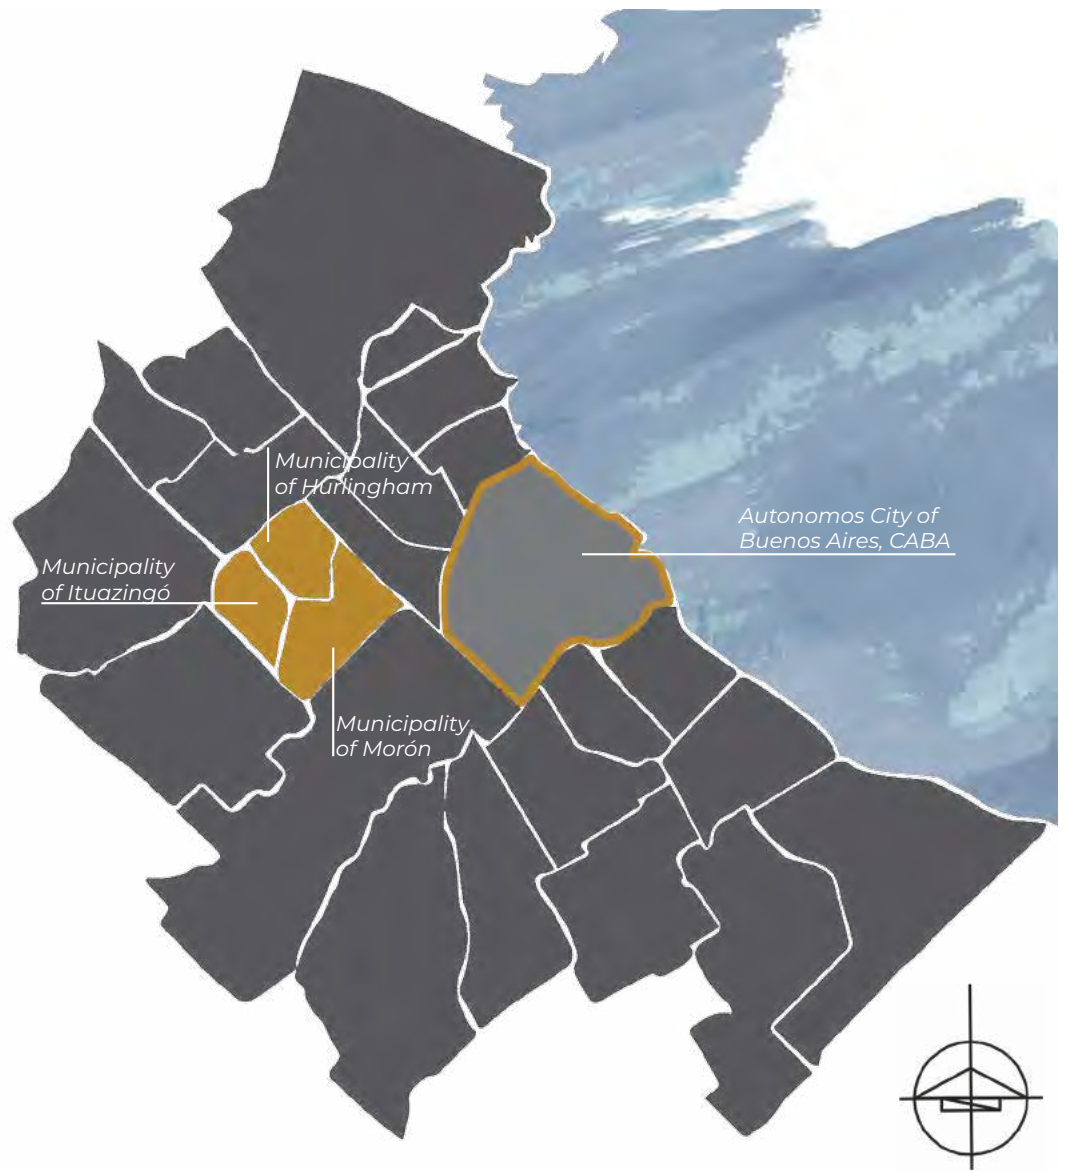 Municipality
of Hurlingham
Autonomos City of
Buenos Aires, CABA
Municipality
of Ituazingó
Municipality
of Morón